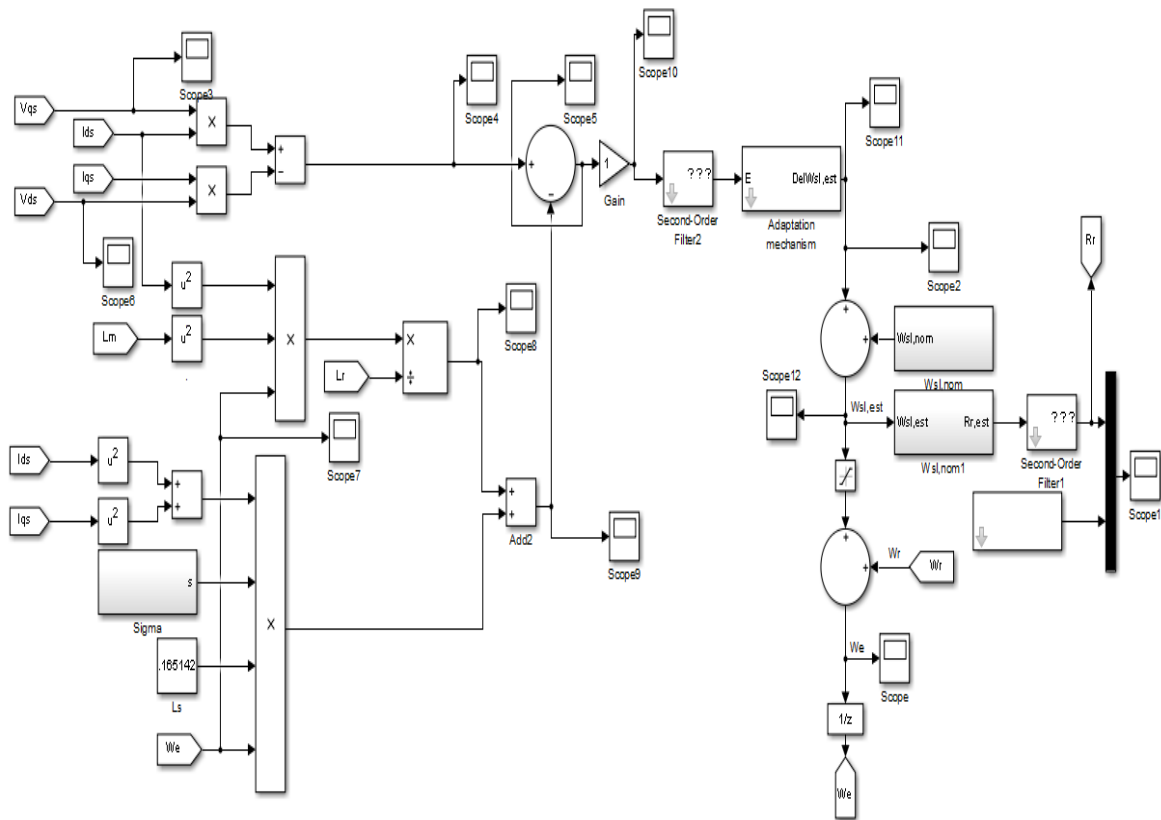 Scope3
Vqs
Ids
Iqs
Vds
X
X
+
−
Scope6
Scope4
Scope5
+
−
1
Gain
Scope10
???
Second-Order
Filter2
E
DelWsl,est
Adaptation
mechanism
Scope11
Scope2
Rr
Lm
u²
u²
.
X
Lr
X
÷
Scope8
Scope7
+
+
Wsl,nom
Wsl,nom
Scope12
Wsl,est
Wsl,est
Rr,est
Wsl,nom1
???
Second-Order
Filter1
Scope1
Ids
Iqs
u²
u²
+
+
s
Sigma
.165142
Ls
We
X
+
+
Add2
Scope9
+
+
Wr
Wr
We
Scope
1/z
We